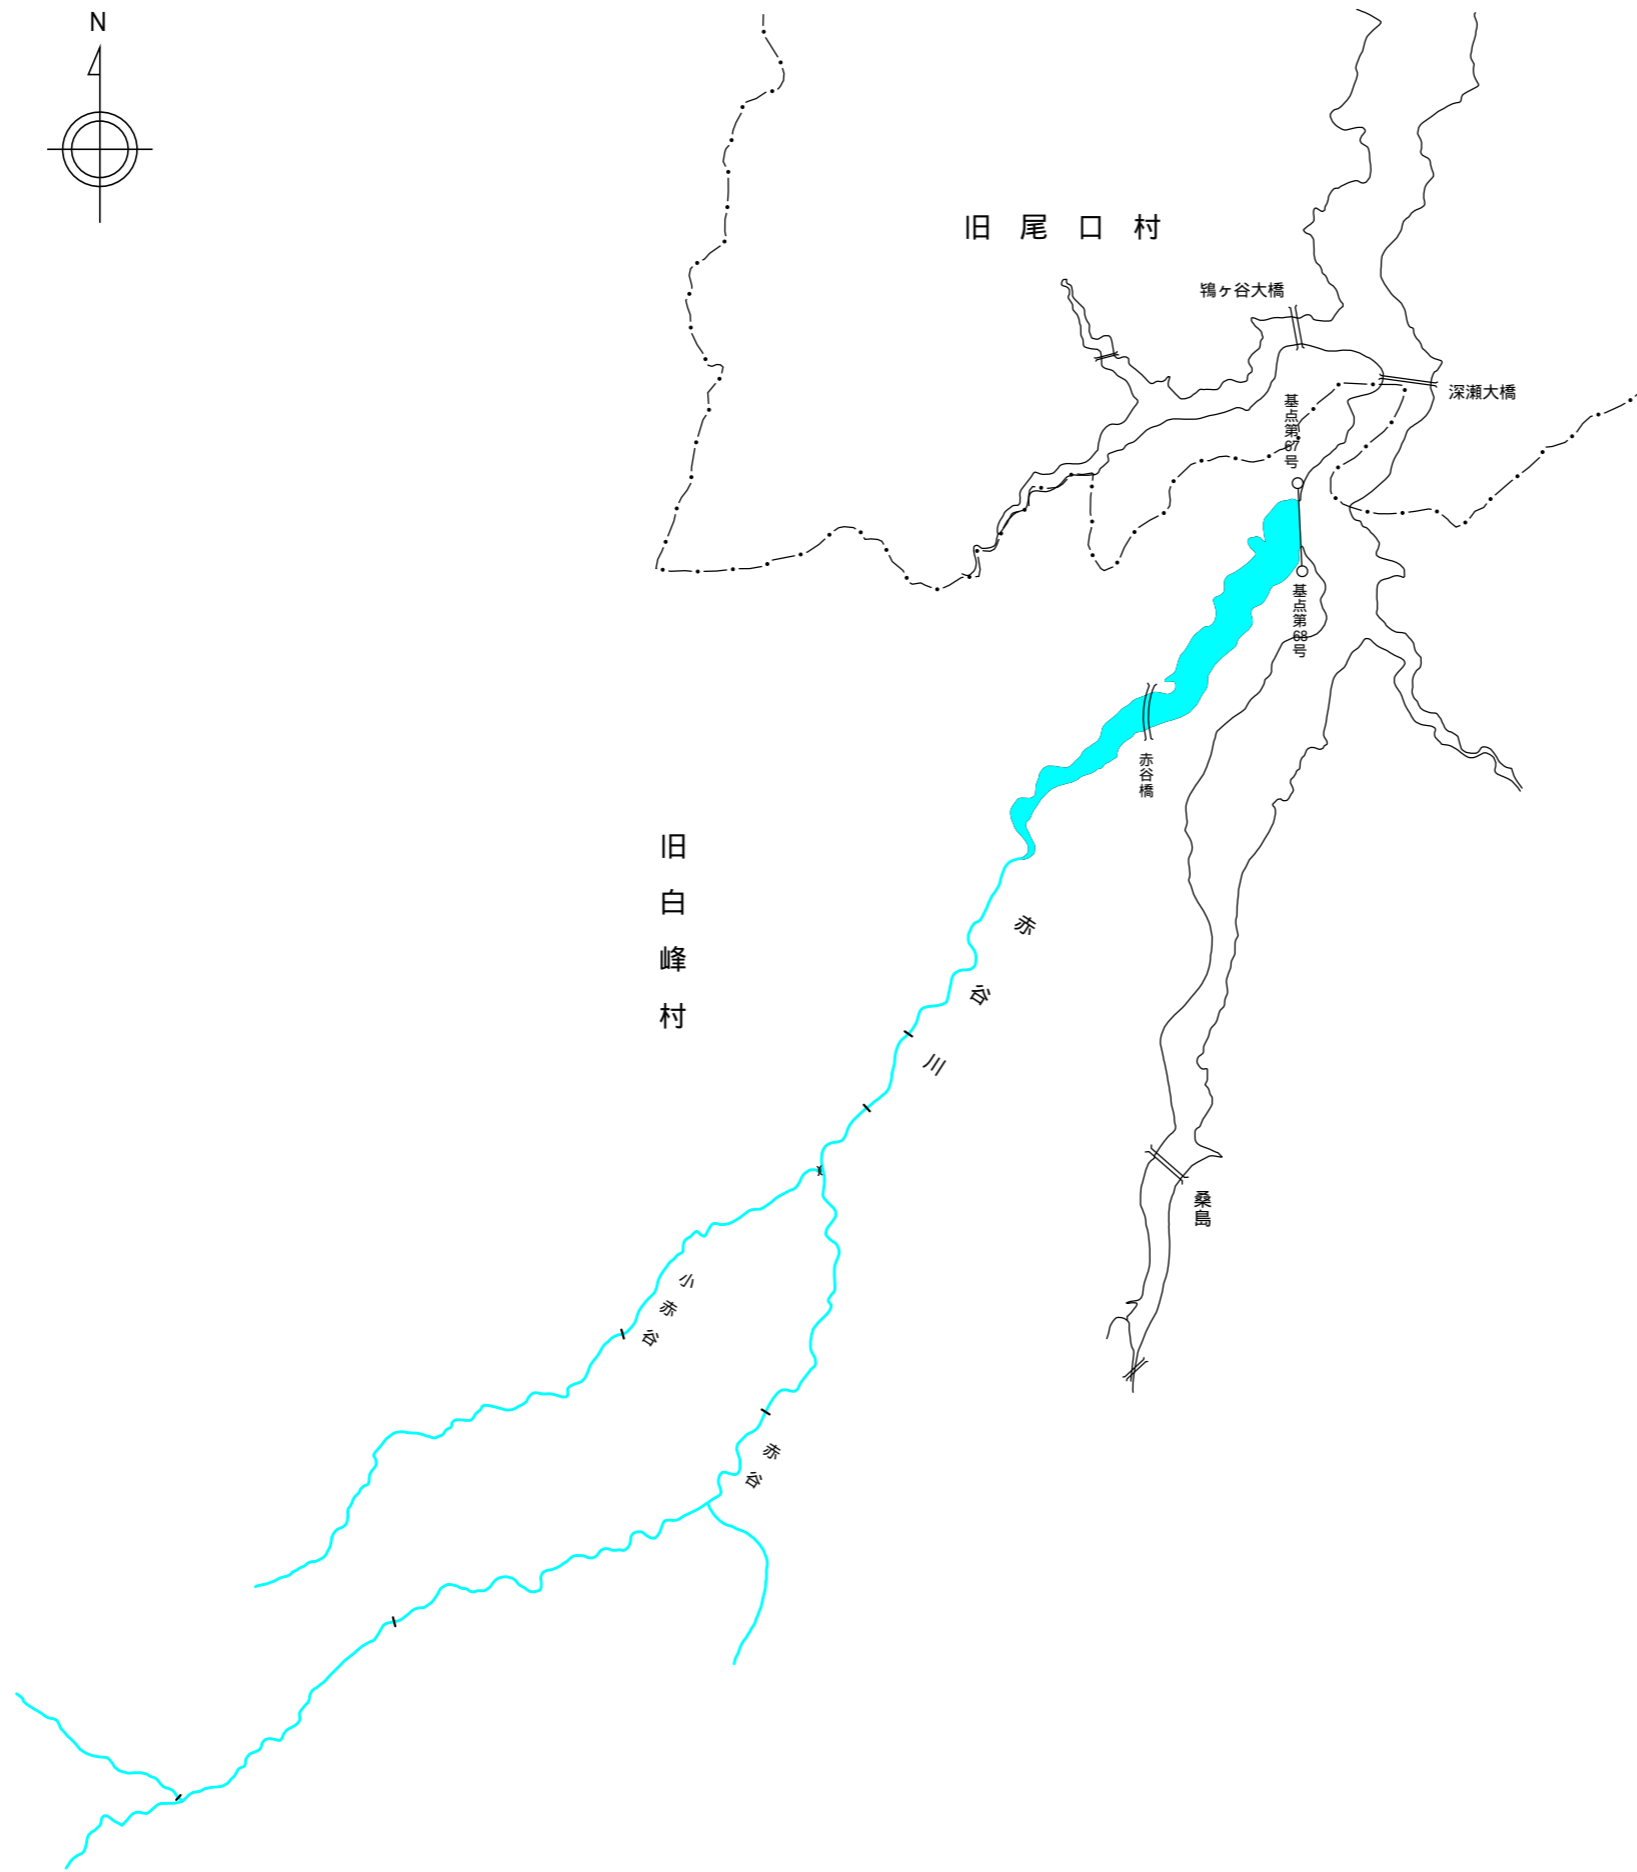 N
旧尾口村
鴇ヶ谷大橋
深瀬大橋
基点第67号
基点第68号
赤谷橋
旧白峰村
赤谷川
桑島
小赤谷
赤谷